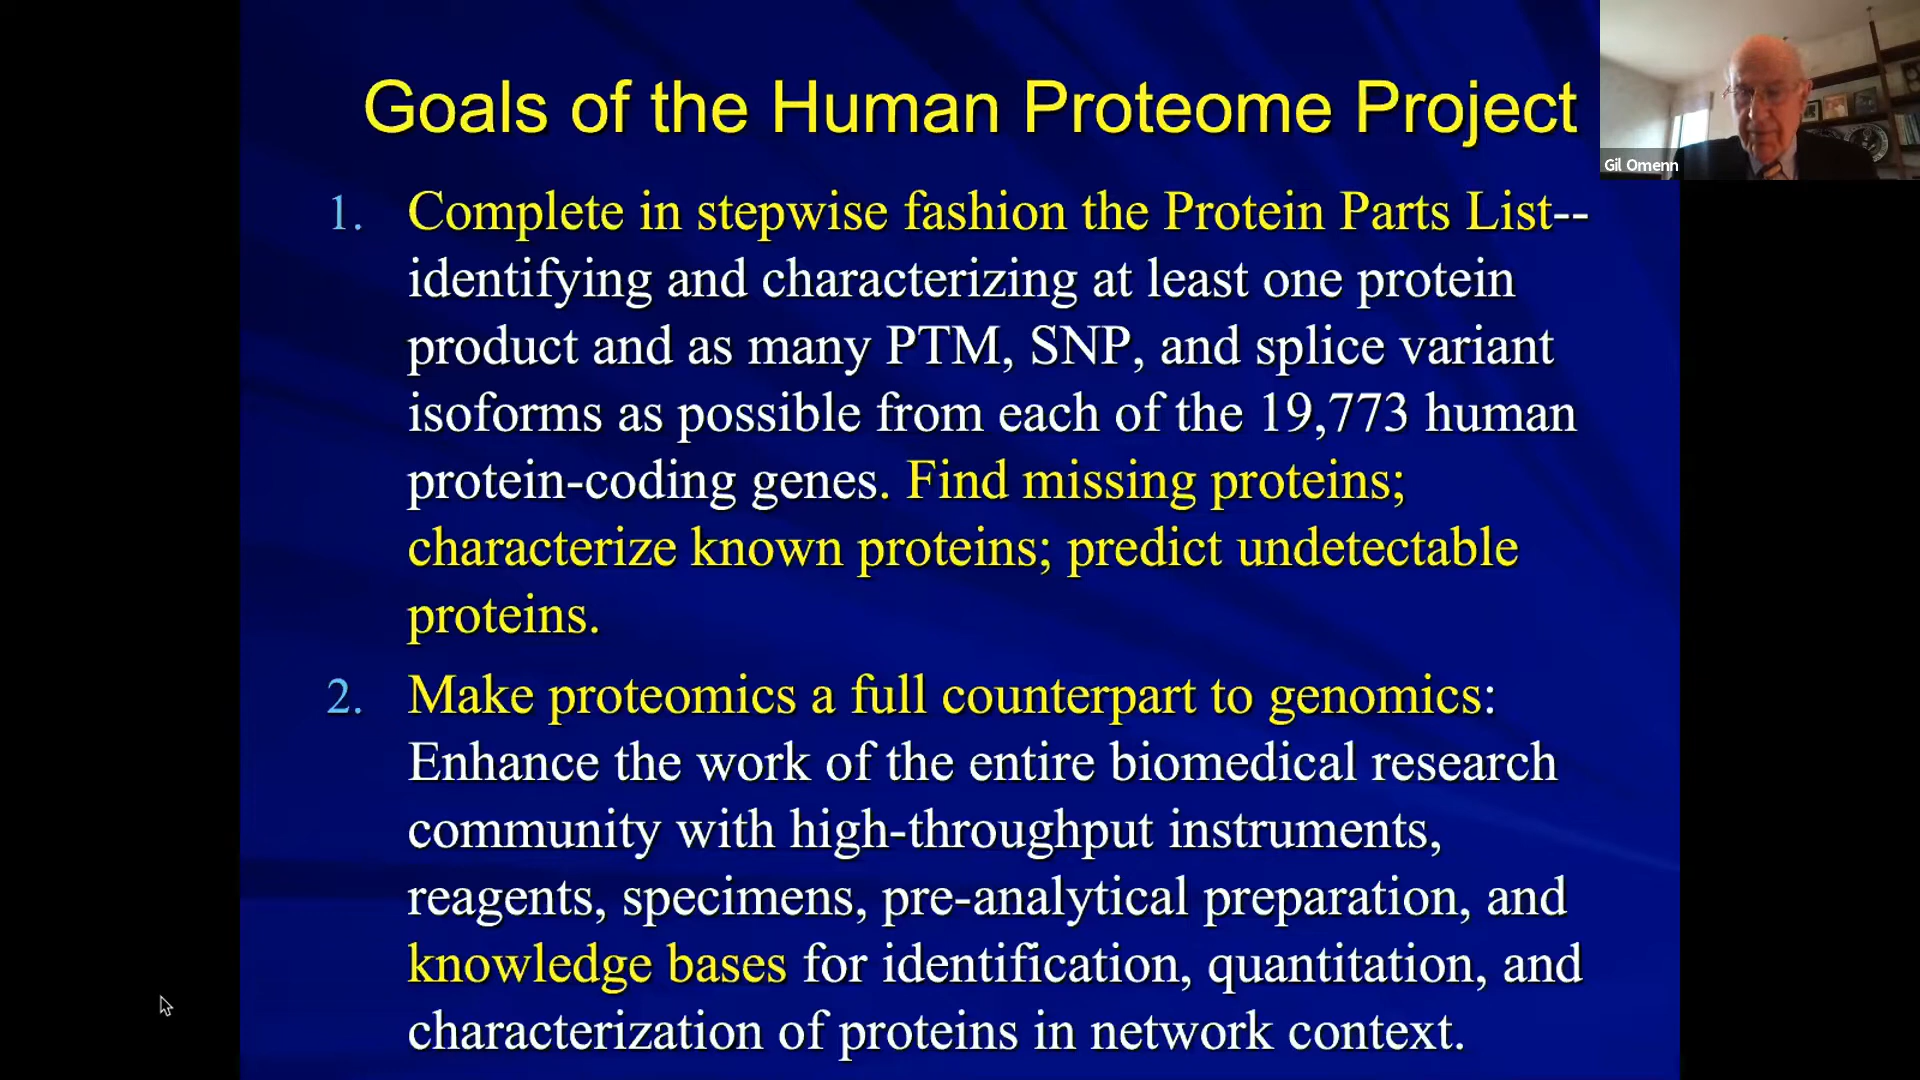 Goals of the Human Proteome Project
Gil Omenn
1. Complete in stepwise fashion the Protein Parts List--
identifying and characterizing at least one protein
product and as many PTM, SNP, and splice variant
isoforms as possible from each of the 19,773 human
protein-coding genes. Find missing proteins;
characterize known proteins; predict undetectable
proteins.
2. Make proteomics a full counterpart to genomics:
Enhance the work of the entire biomedical research
community with high-throughput instruments,
reagents, specimens, pre-analytical preparation, and
knowledge bases for identification, quantitation, and
characterization of proteins in network context.